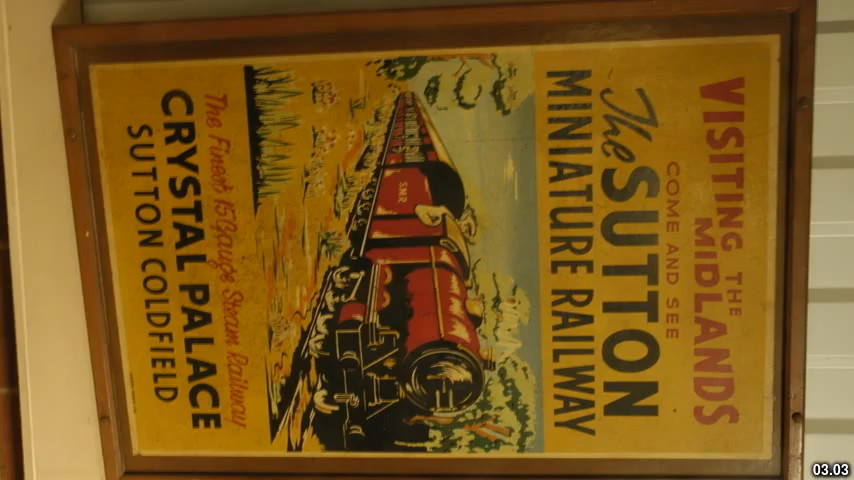 VISITING THE
MIDLANDS
COME AND SEE
The SUTTON
MINIATURE RAILWAY
S.M.R.
The Finest 15 Gauge Steam Railway
CRYSTAL PALACE
SUTTON COLDFIELD
03.03